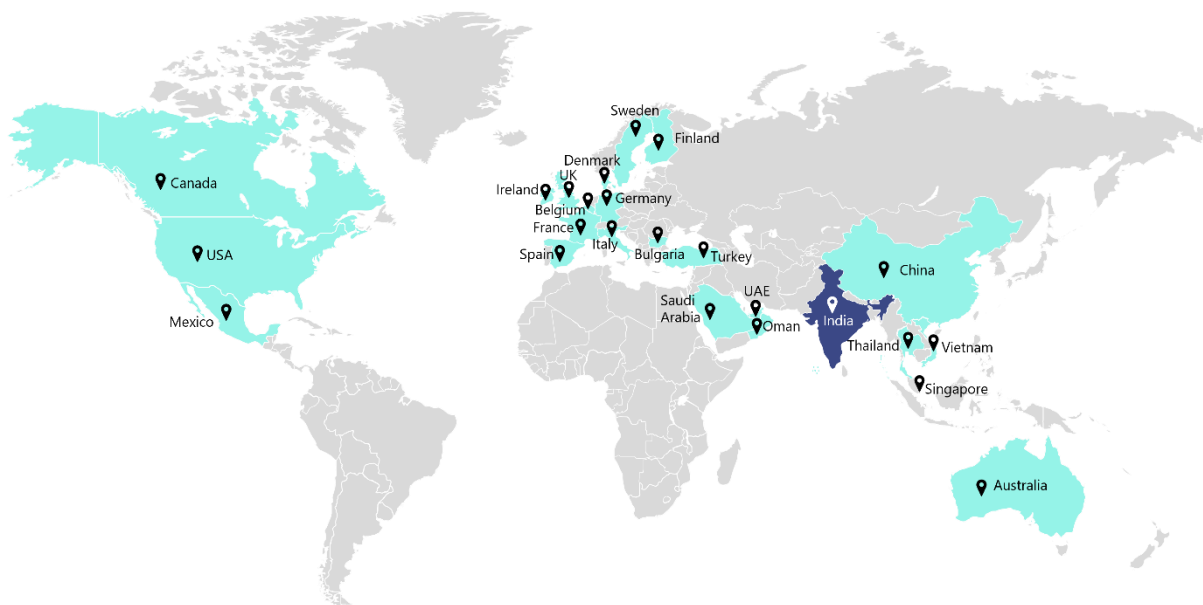 Sweden
Finland
Denmark
UK
Ireland
Germany
Belgium
France
Italy
Spain
Bulgaria
Turkey
Canada
USA
Mexico
China
UAE
Saudi
Arabia
Oman
India
Thailand
Vietnam
Singapore
Australia